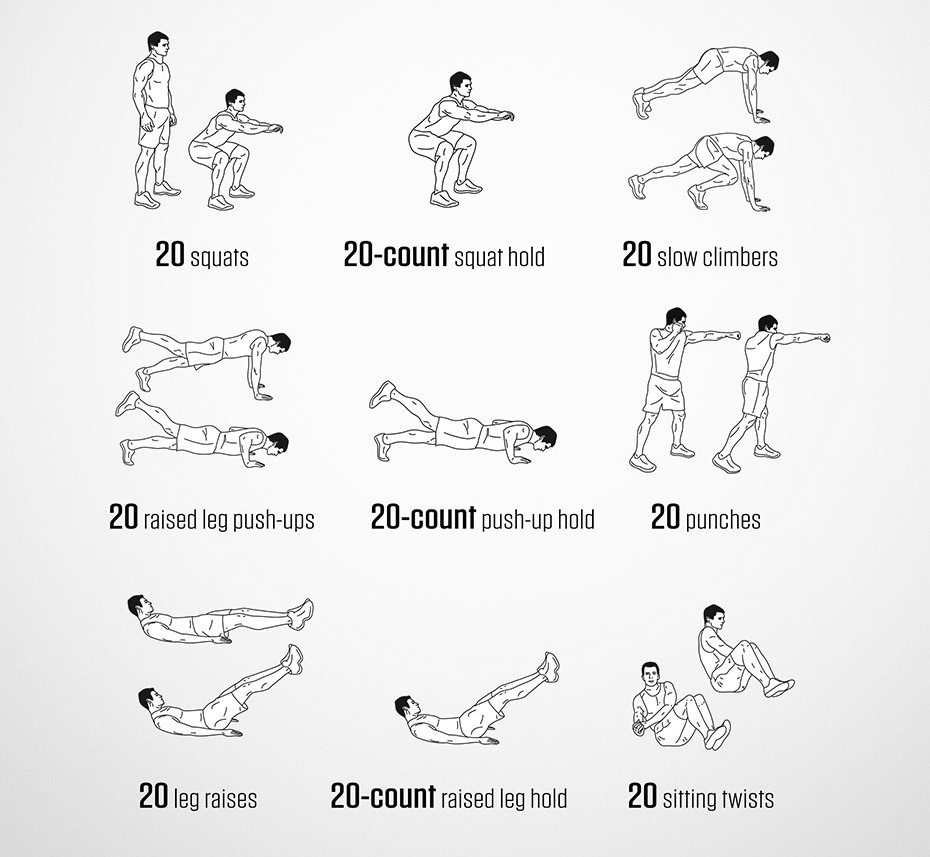 20 squats
20-count squat hold
20 slow climbers
20 raised leg push-ups
20-count push-up hold
20 punches
20 leg raises
20-count raised leg hold
20 sitting twists